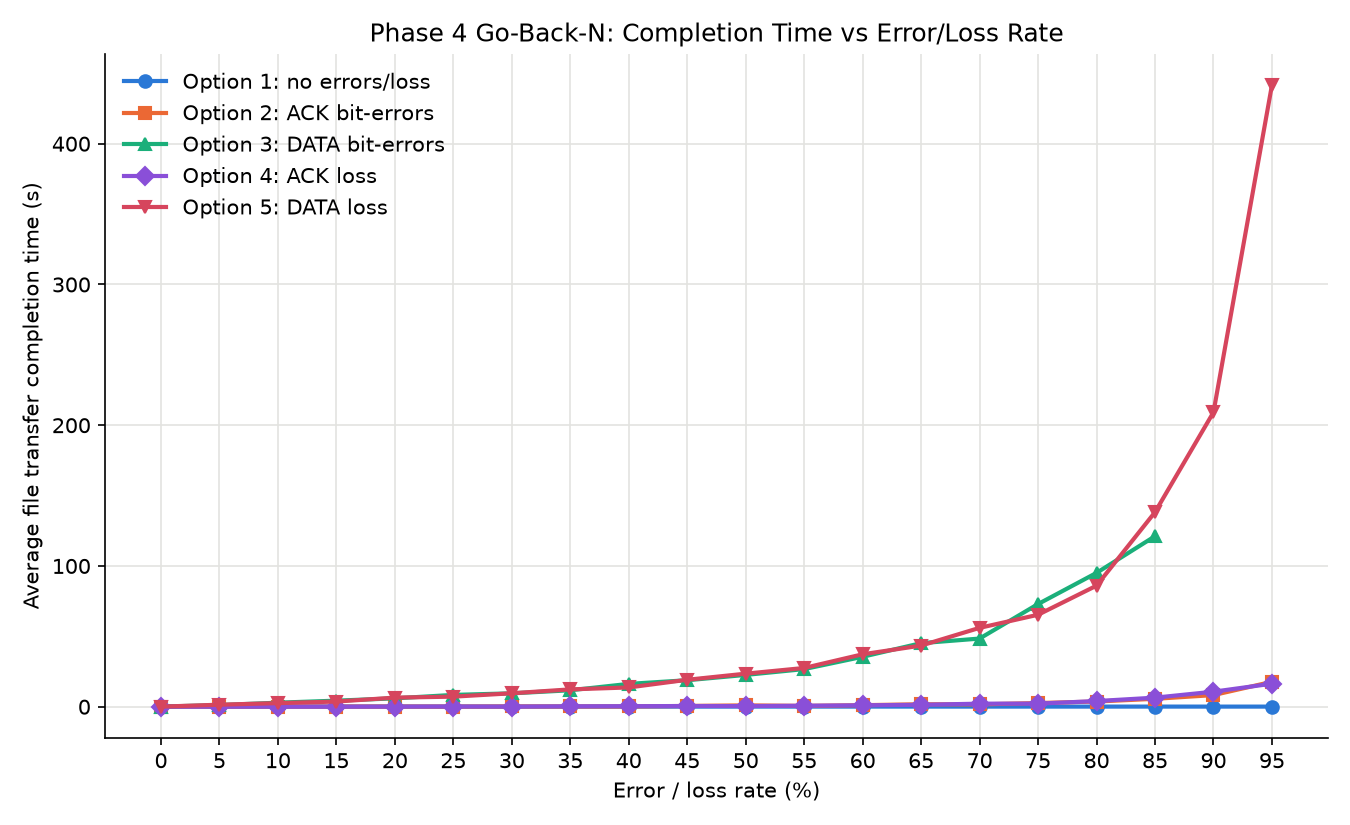 Phase 4 Go-Back-N: Completion Time vs Error/Loss Rate
Option 1: no errors/loss
Option 2: ACK bit-errors
Option 3: DATA bit-errors
Option 4: ACK loss
Option 5: DATA loss
Average file transfer completion time (s)
400
300
200
100
0
0 5 10 15 20 25 30 35 40 45 50 55 60 65 70 75 80 85 90 95
Error / loss rate (%)